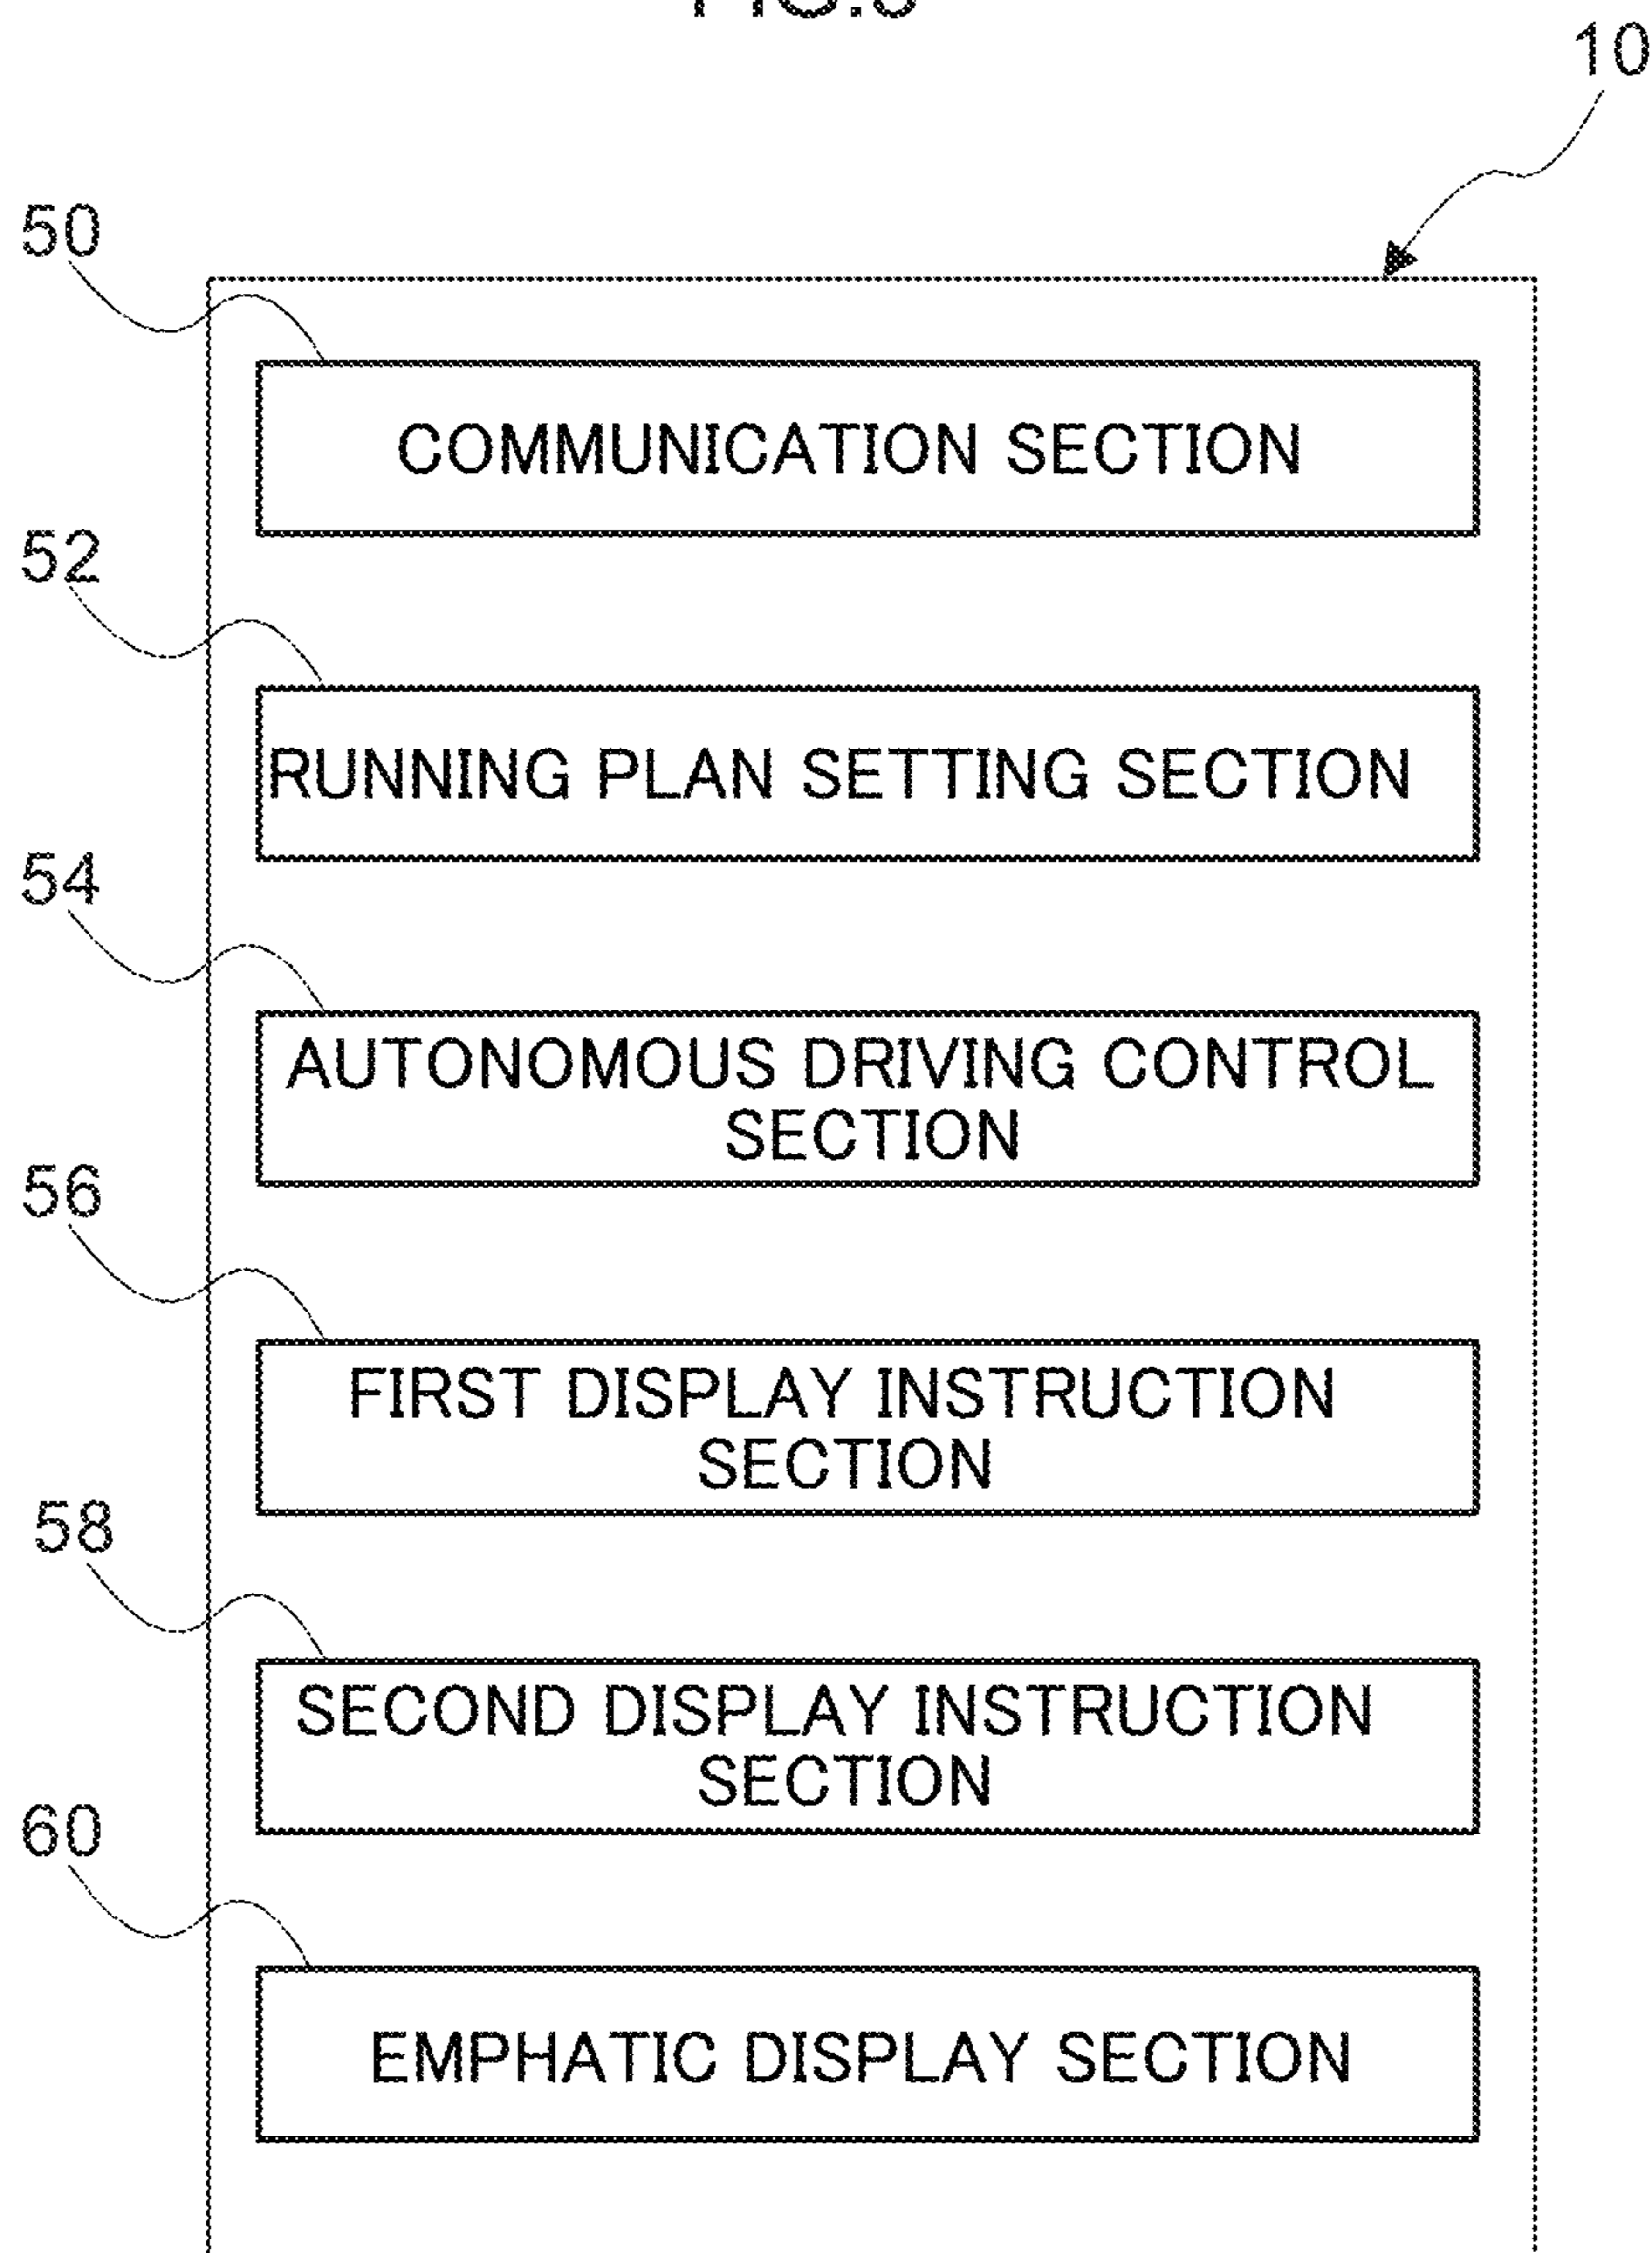 10
50
COMMUNICATION SECTION
52
RUNNING PLAN SETTING SECTION
54
AUTONOMOUS DRIVING CONTROL
SECTION
56
FIRST DISPLAY INSTRUCTION
SECTION
58
SECOND DISPLAY INSTRUCTION
SECTION
60
EMPHATIC DISPLAY SECTION